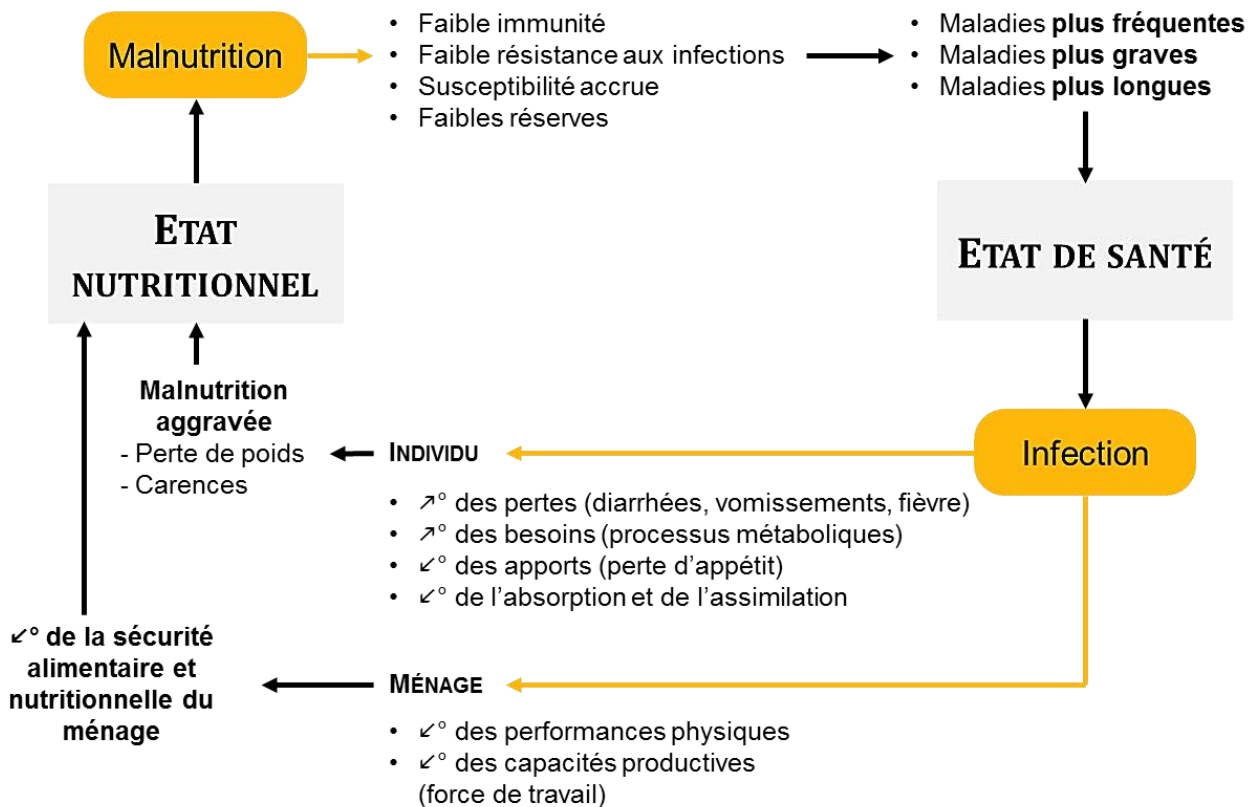 Malnutrition
• Faible immunité
• Faible résistance aux infections
• Susceptibilité accrue
• Faibles réserves
• Maladies plus fréquentes
• Maladies plus graves
• Maladies plus longues
ETAT
NUTRITIONNEL
ETAT DE SANTÉ
Malnutrition
aggravée
- Perte de poids
- Carences
INDIVIDU
Infection
• ↗° des pertes (diarrhées, vomissements, fièvre)
• ↗° des besoins (processus métaboliques)
• ↙° des apports (perte d’appétit)
• ↙° de l’absorption et de l’assimilation
↙° de la sécurité
alimentaire et
nutritionnelle du
ménage
MÉNAGE
• ↙° des performances physiques
• ↙° des capacités productives
(force de travail)